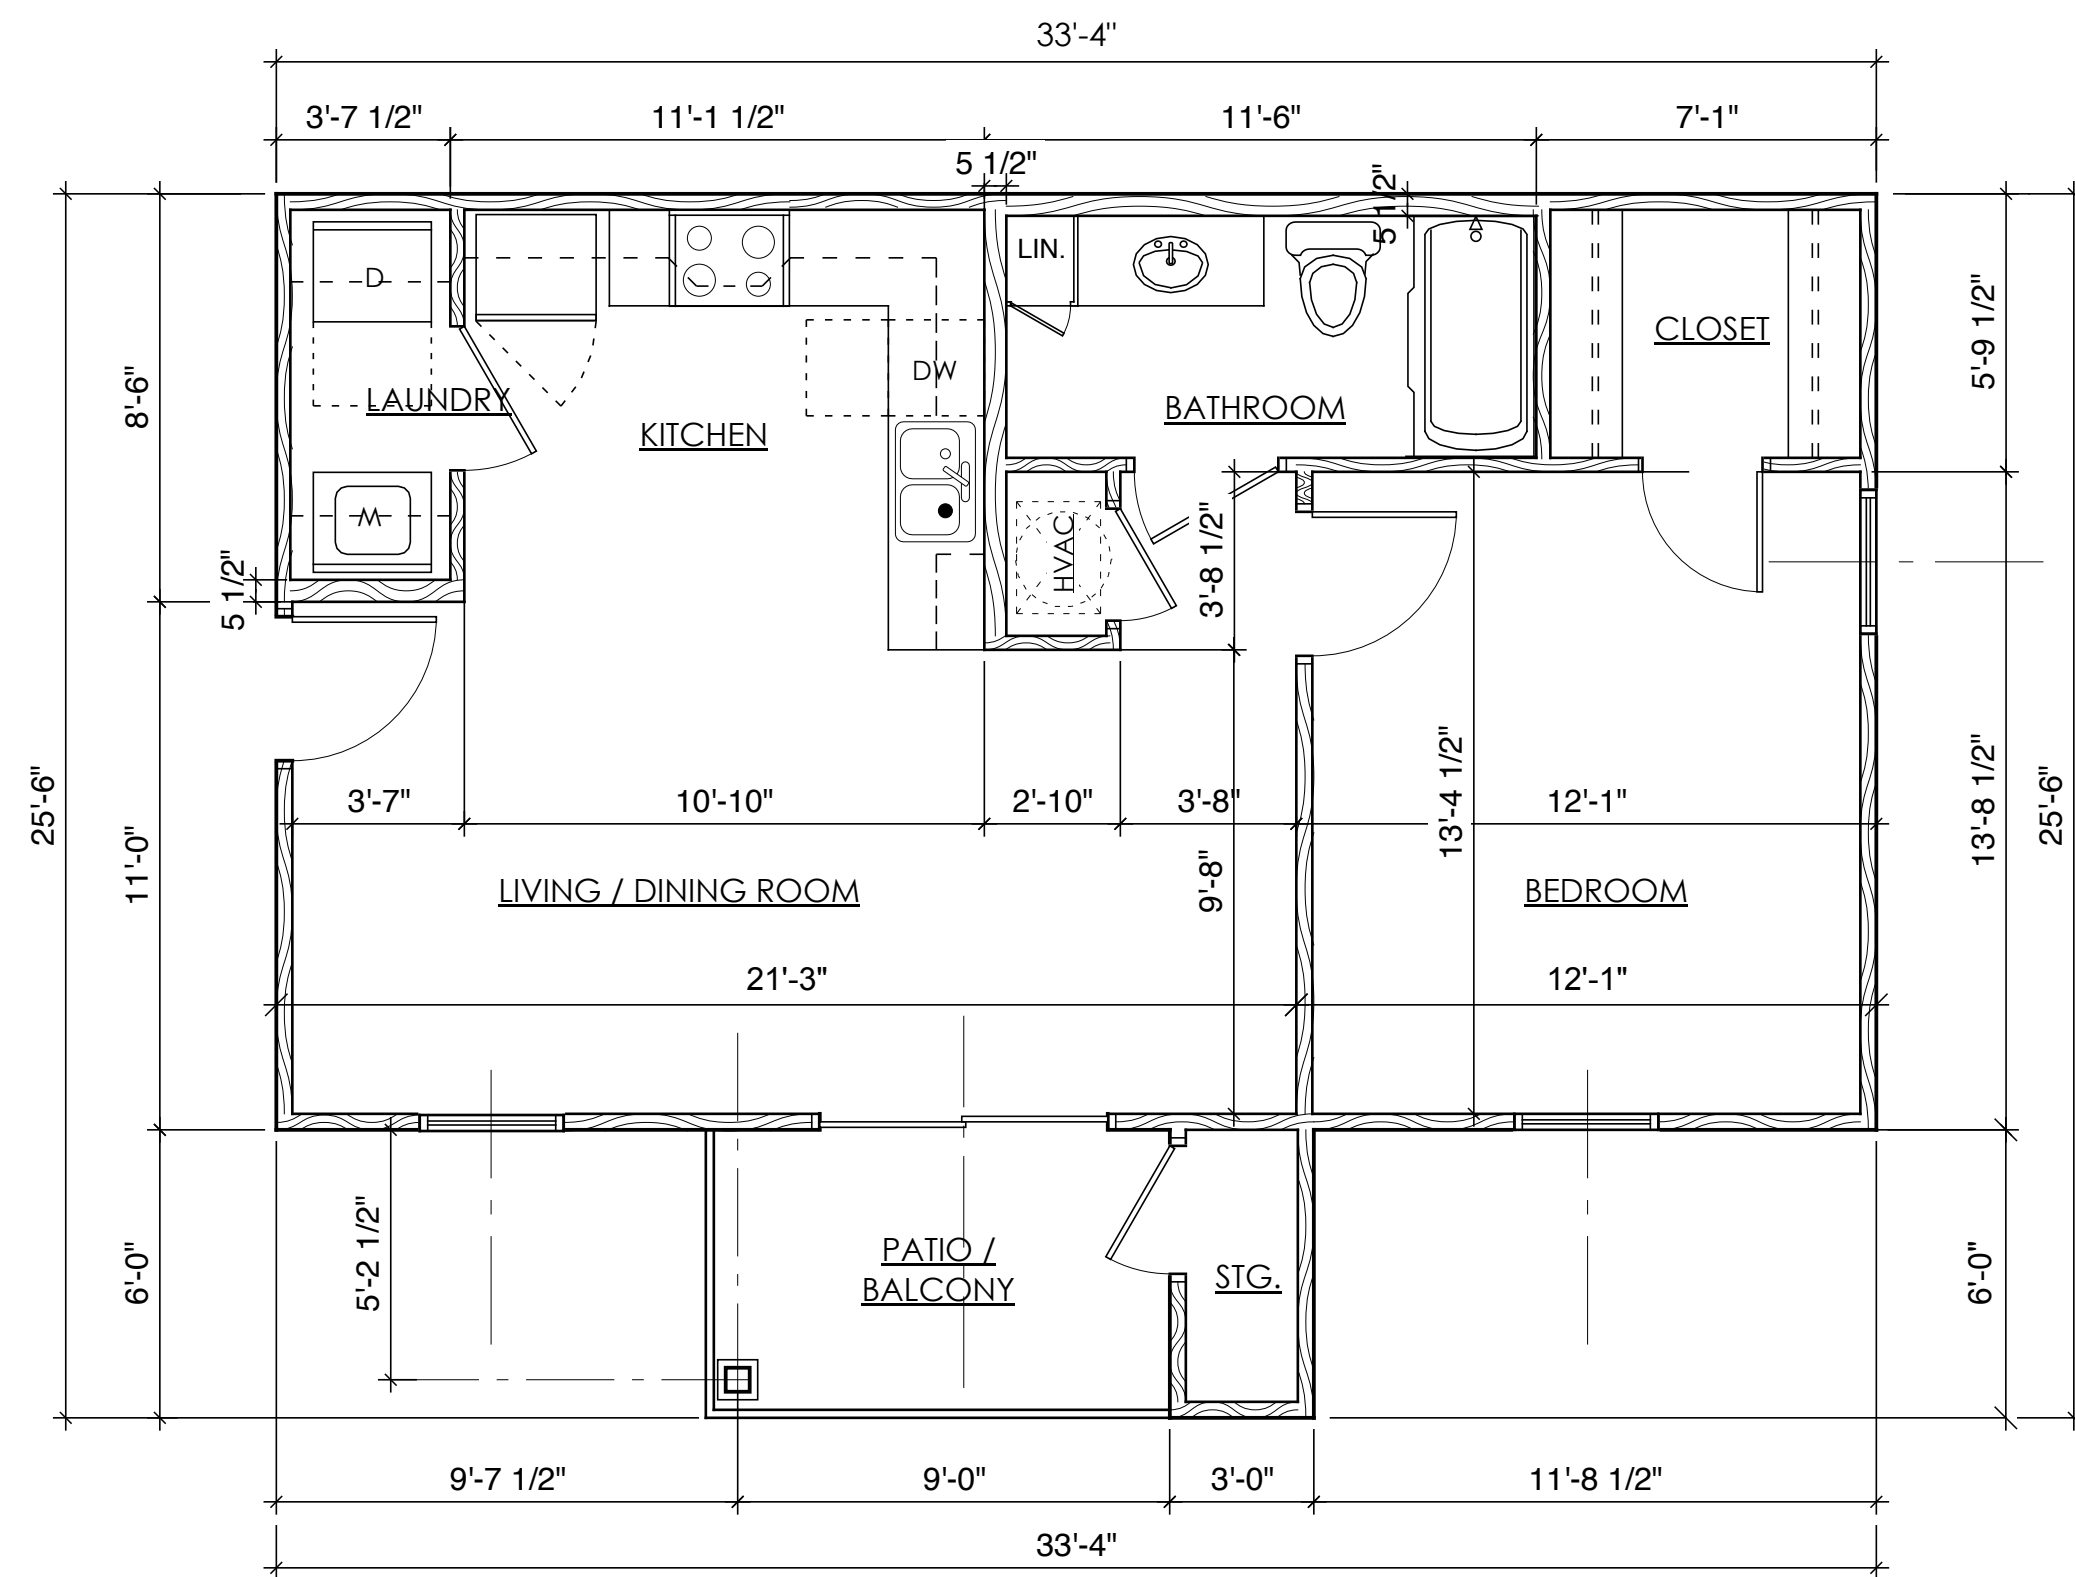 33'-4"
3'-7 1/2"
11'-1 1/2"
11'-6"
7'-1"
5 1/2"
5 1/2"
LIN.
D
CLOSET
5'-9 1/2"
8'-6"
DW
LAUNDRY
BATHROOM
KITCHEN
M
HVAC
3'-8 1/2"
5 1/2"
25'-6"
11'-0"
3'-7"
10'-10"
2'-10"
3'-8"
13'-4 1/2"
12'-1"
13'-8 1/2"
25'-6"
9'-8"
LIVING / DINING ROOM
BEDROOM
21'-3"
12'-1"
5'-2 1/2"
6'-0"
PATIO /
BALCONY
STG.
6'-0"
9'-7 1/2"
9'-0"
3'-0"
11'-8 1/2"
33'-4"